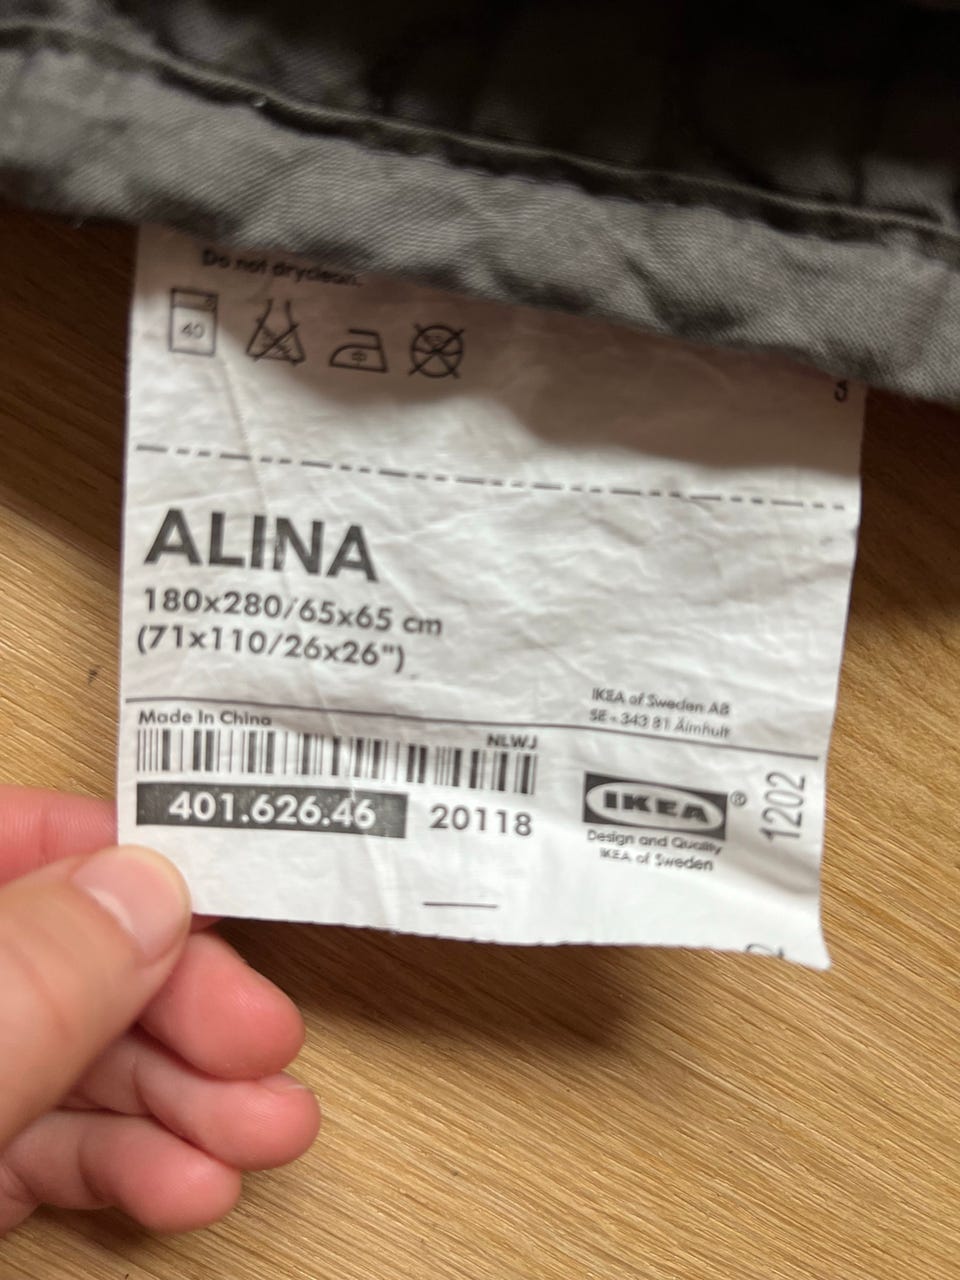 Do not dryclean.
40
ALINA
180x280/65x65 cm
(71x110/26x26")
IKEA of Sweden AB
SE - 343 81 Älmhult
Made In China
NLWJ
401.626.46
20118
IKEA®
Design and Quality
IKEA of Sweden
1202